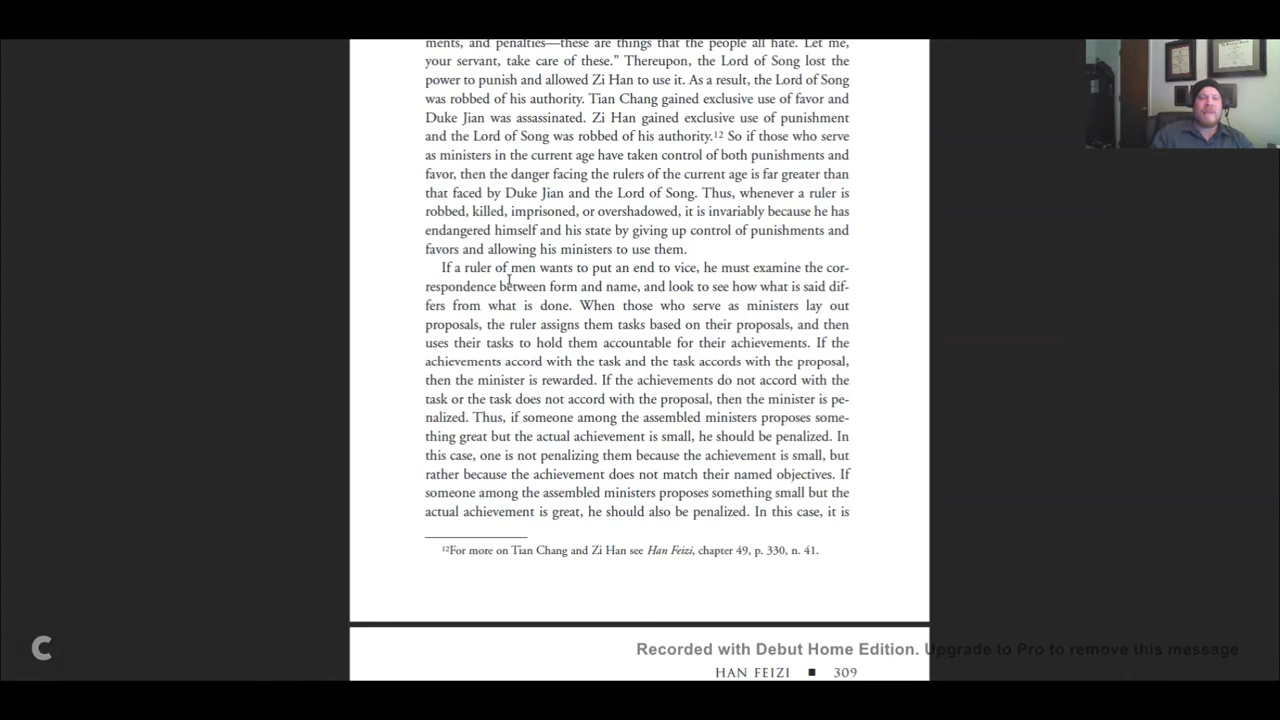 ments, and penalties—these are things that the people all hate. Let me,
your servant, take care of these.” Thereupon, the Lord of Song lost the
power to punish and allowed Zi Han to use it. As a result, the Lord of Song
was robbed of his authority. Tian Chang gained exclusive use of favor and
Duke Jian was assassinated. Zi Han gained exclusive use of punishment
and the Lord of Song was robbed of his authority.12 So if those who serve
as ministers in the current age have taken control of both punishments and
favor, then the danger facing the rulers of the current age is far greater than
that faced by Duke Jian and the Lord of Song. Thus, whenever a ruler is
robbed, killed, imprisoned, or overshadowed, it is invariably because he has
endangered himself and his state by giving up control of punishments and
favors and allowing his ministers to use them.
If a ruler of men wants to put an end to vice, he must examine the cor-
respondence between form and name, and look to see how what is said dif-
fers from what is done. When those who serve as ministers lay out
proposals, the ruler assigns them tasks based on their proposals, and then
uses their tasks to hold them accountable for their achievements. If the
achievements accord with the task and the task accords with the proposal,
then the minister is rewarded. If the achievements do not accord with the
task or the task does not accord with the proposal, then the minister is pe-
nalized. Thus, if someone among the assembled ministers proposes some-
thing great but the actual achievement is small, he should be penalized. In
this case, one is not penalizing them because the achievement is small, but
rather because the achievement does not match their named objectives. If
someone among the assembled ministers proposes something small but the
actual achievement is great, he should also be penalized. In this case, it is
12For more on Tian Chang and Zi Han see Han Feizi, chapter 49, p. 330, n. 41.
C
Recorded with Debut Home Edition. Upgrade to Pro to remove this message
HAN FEIZI ■ 309